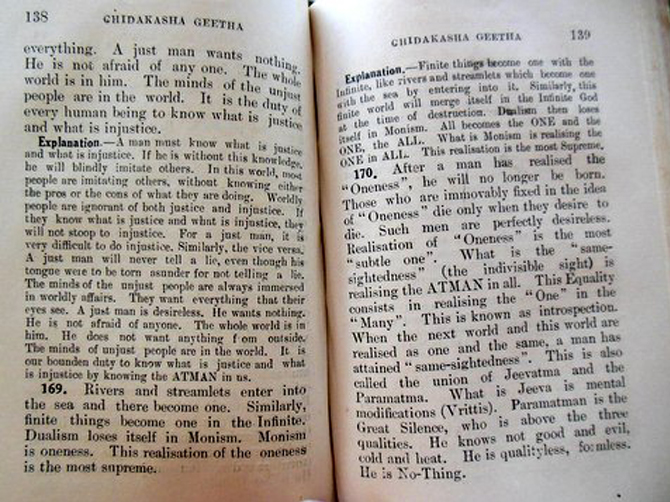 138
CHIDAKASHA GEETHA
everything. A just man wants nothing.
He is not afraid of any one. The whole
world is in him. The minds of the unjust
people are in the world. It is the duty of
every human being to know what is justice
and what is injustice.
Explanation.—A man must know what is justice
and what is injustice. If he is without this knowledge,
he will blindly imitate others. In this world, most
people are imitating others, without knowing either
the pros or the cons of what they are doing. Worldly
people are ignorant of both justice and injustice. If
they know what is justice and what is injustice, they
will not stoop to injustice. For a just man, it is
very difficult to do injustice. Similarly, the vice versa.
A just man will never tell a lie, even though his
tongue were to be torn asunder for not telling a lie.
The minds of the unjust people are always immersed
in worldly affairs. They want everything that their
eyes see. A just man is desireless. He wants nothing.
He is not afraid of anyone. The whole world is in
him. He does not want anything f om outside.
The minds of unjust people are in the world. It is
our bounden duty to know what is justice and what
is injustice by knowing the ATMAN in us.
169. Rivers and streamlets enter into
the sea and there become one. Similarly,
finite things become one in the Infinite.
Dualism loses itself in Monism. Monism
is oneness. This realisation of the oneness
is the most supreme.
CHIDAKASHA GEETHA
139
Explanation.—Finite things become one with the
Infinite, like rivers and streamlets which become one
with the sea by entering into it. Similarly, this
finite world will merge itself in the Infinite God
at the time of destruction. Dualism then loses
itself in Monism. All becomes ONE and the
ONE, the ALL. What is Monism is realising the
ONE in ALL. This realisation is the most Supreme.
170. After a man has realised the
"Oneness", he will no longer be born.
Those who are immovably fixed in the idea
of "Oneness" die only when they desire to
die. Such men are perfectly desireless.
Realisation of "Oneness" is the most
"subtle one". What is the "same-
sightedness" (the indivisible sight) is
realising the ATMAN in all. This Equality
consists in realising the "One" in the
"Many". This is known as introspection.
When the next world and this world are
realised as one and the same, a man has
attained "same-sightedness". This is also
called the union of Jeevatma and the
Paramatma. What is Jeeva is mental
modifications (Vrittis). Paramatman is the
Great Silence, who is above the three
qualities. He knows not good and evil,
cold and heat. He is qualityless, formless.
He is No-Thing.